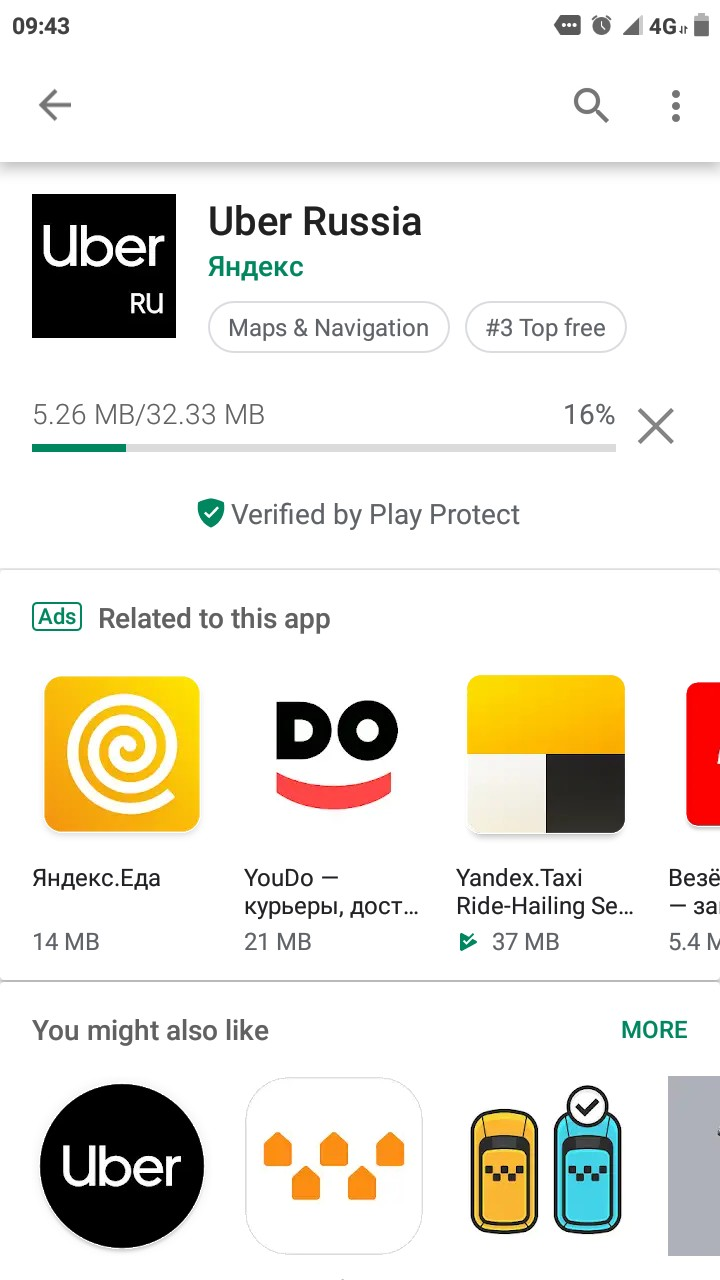 09:43
4G
Uber
RU
Uber Russia
Яндекс
Maps & Navigation
#3 Top free
5.26 MB/32.33 MB
16%
Verified by Play Protect
Ads
Related to this app
DO
Яндекс.Еда
14 MB
YouDo —
курьеры, дост…
21 MB
Yandex.Taxi
Ride-Hailing Se…
37 MB
Везё
— за
5.4 M
You might also like
MORE
Uber